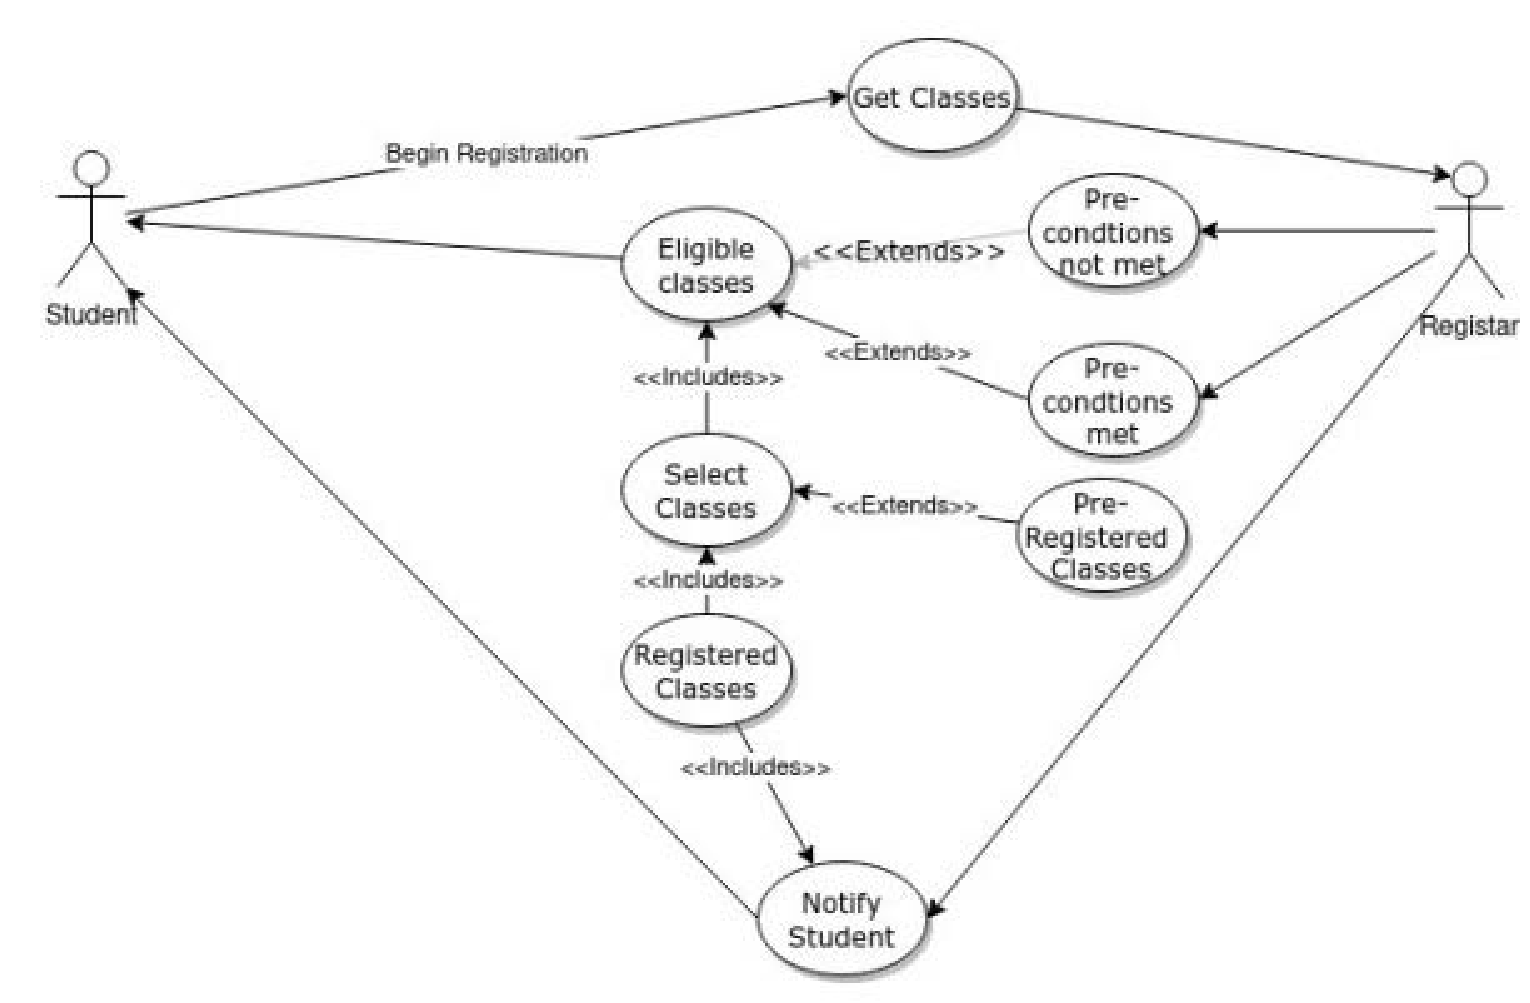 Get Classes
Begin Registration
Pre-
condtions
not met
Eligible
classes
<<Extends>>
Student
Registar
<<Extends>>
Pre-
condtions
met
<<Includes>>
Select
Classes
<<Extends>>
Pre-
Registered
Classes
<<Includes>>
Registered
Classes
<<Includes>>
Notify
Student